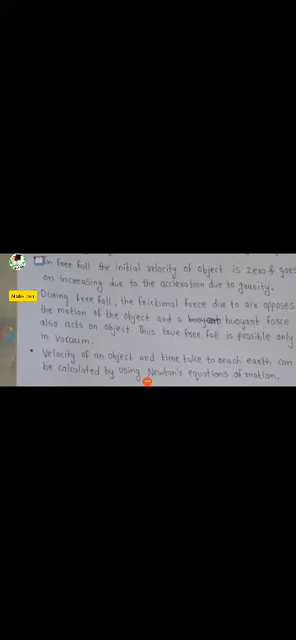 In free fall the initial velocity of object is zero & goes
on increasing due to the accleration due to gravity.
During free fall, the frictional force due to air opposes
the motion of the object and a buoyant buoyant force
also acts on object. Thus true free fall is possible only
in vaccum.
• Velocity of an object and time take to reach earth can
be calculated by using Newton's equations of motion.